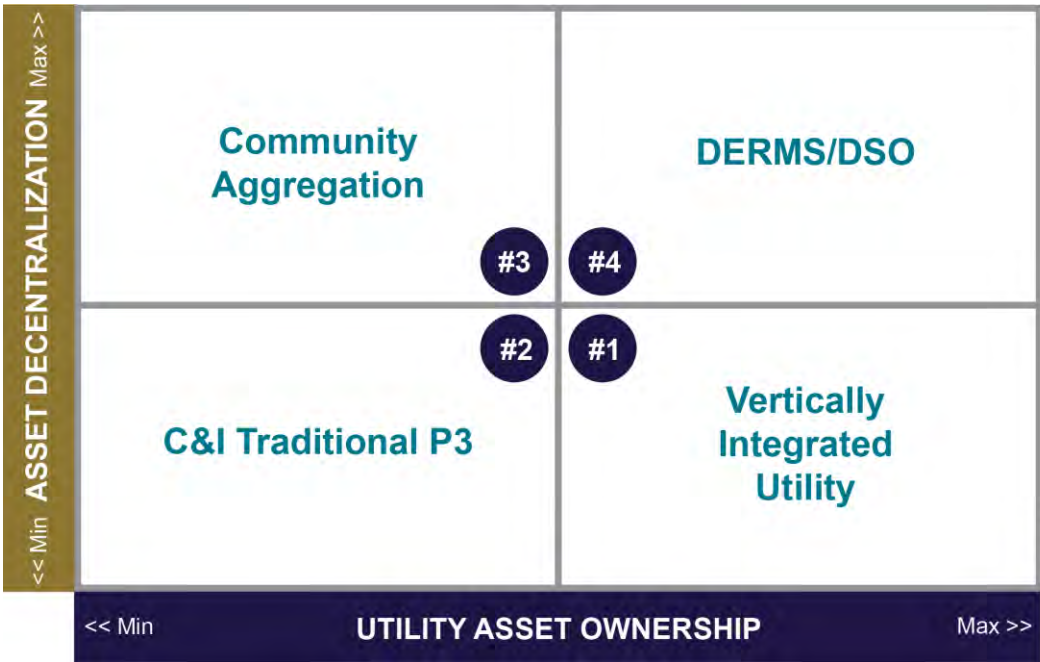 << Min ASSET DECENTRALIZATION Max >>
Community
Aggregation
DERMS/DSO
#3
#4
#2
#1
C&I Traditional P3
Vertically
Integrated
Utility
<< Min
UTILITY ASSET OWNERSHIP
Max >>